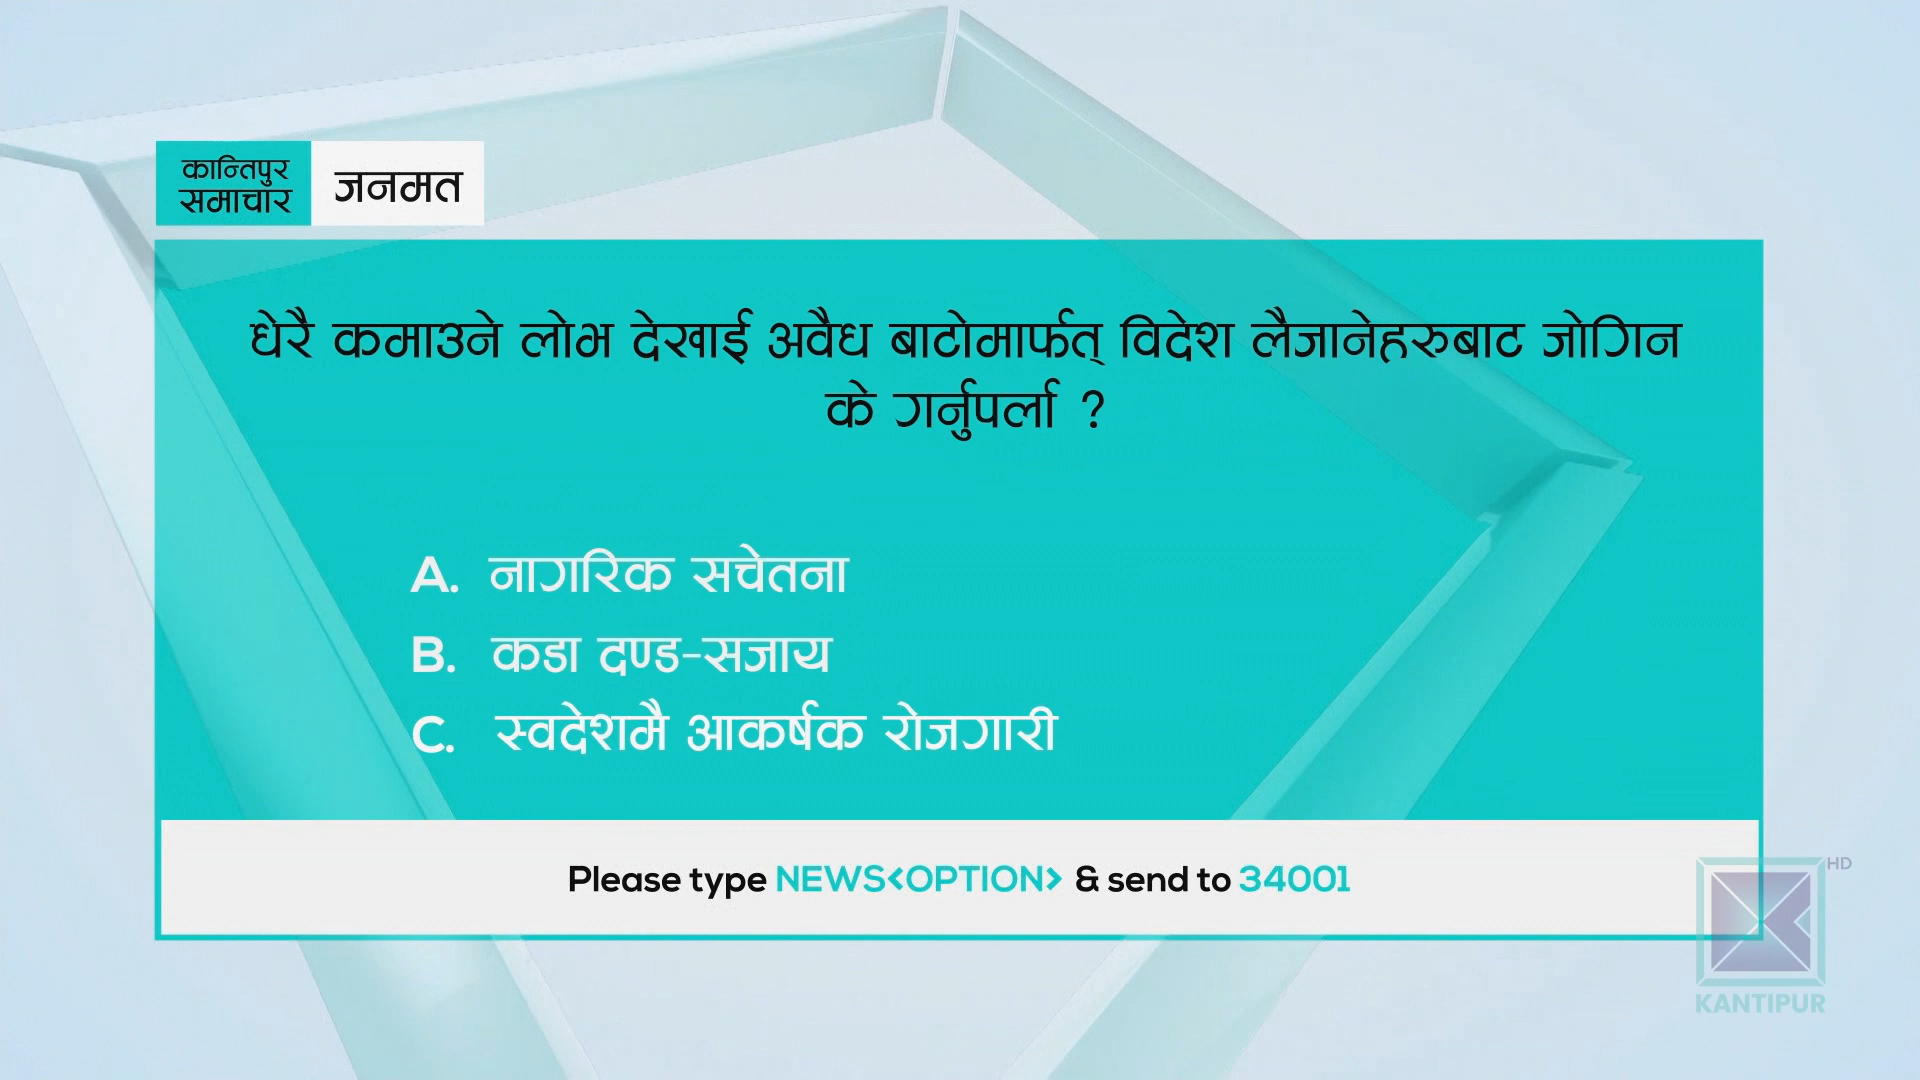 कान्तिपुर
समाचार
जनमत
धेरै कमाउने लोभ देखाई अवैध बाटोमार्फत् विदेश लैजानेहरुबाट जोगिन
के गर्नुपर्ला ?
A. नागरिक सचेतना
B. कडा दण्ड-सजाय
C. स्वदेशमै आकर्षक रोजगारी
Please type NEWS<OPTION> & send to 34001
HD
KANTIPUR